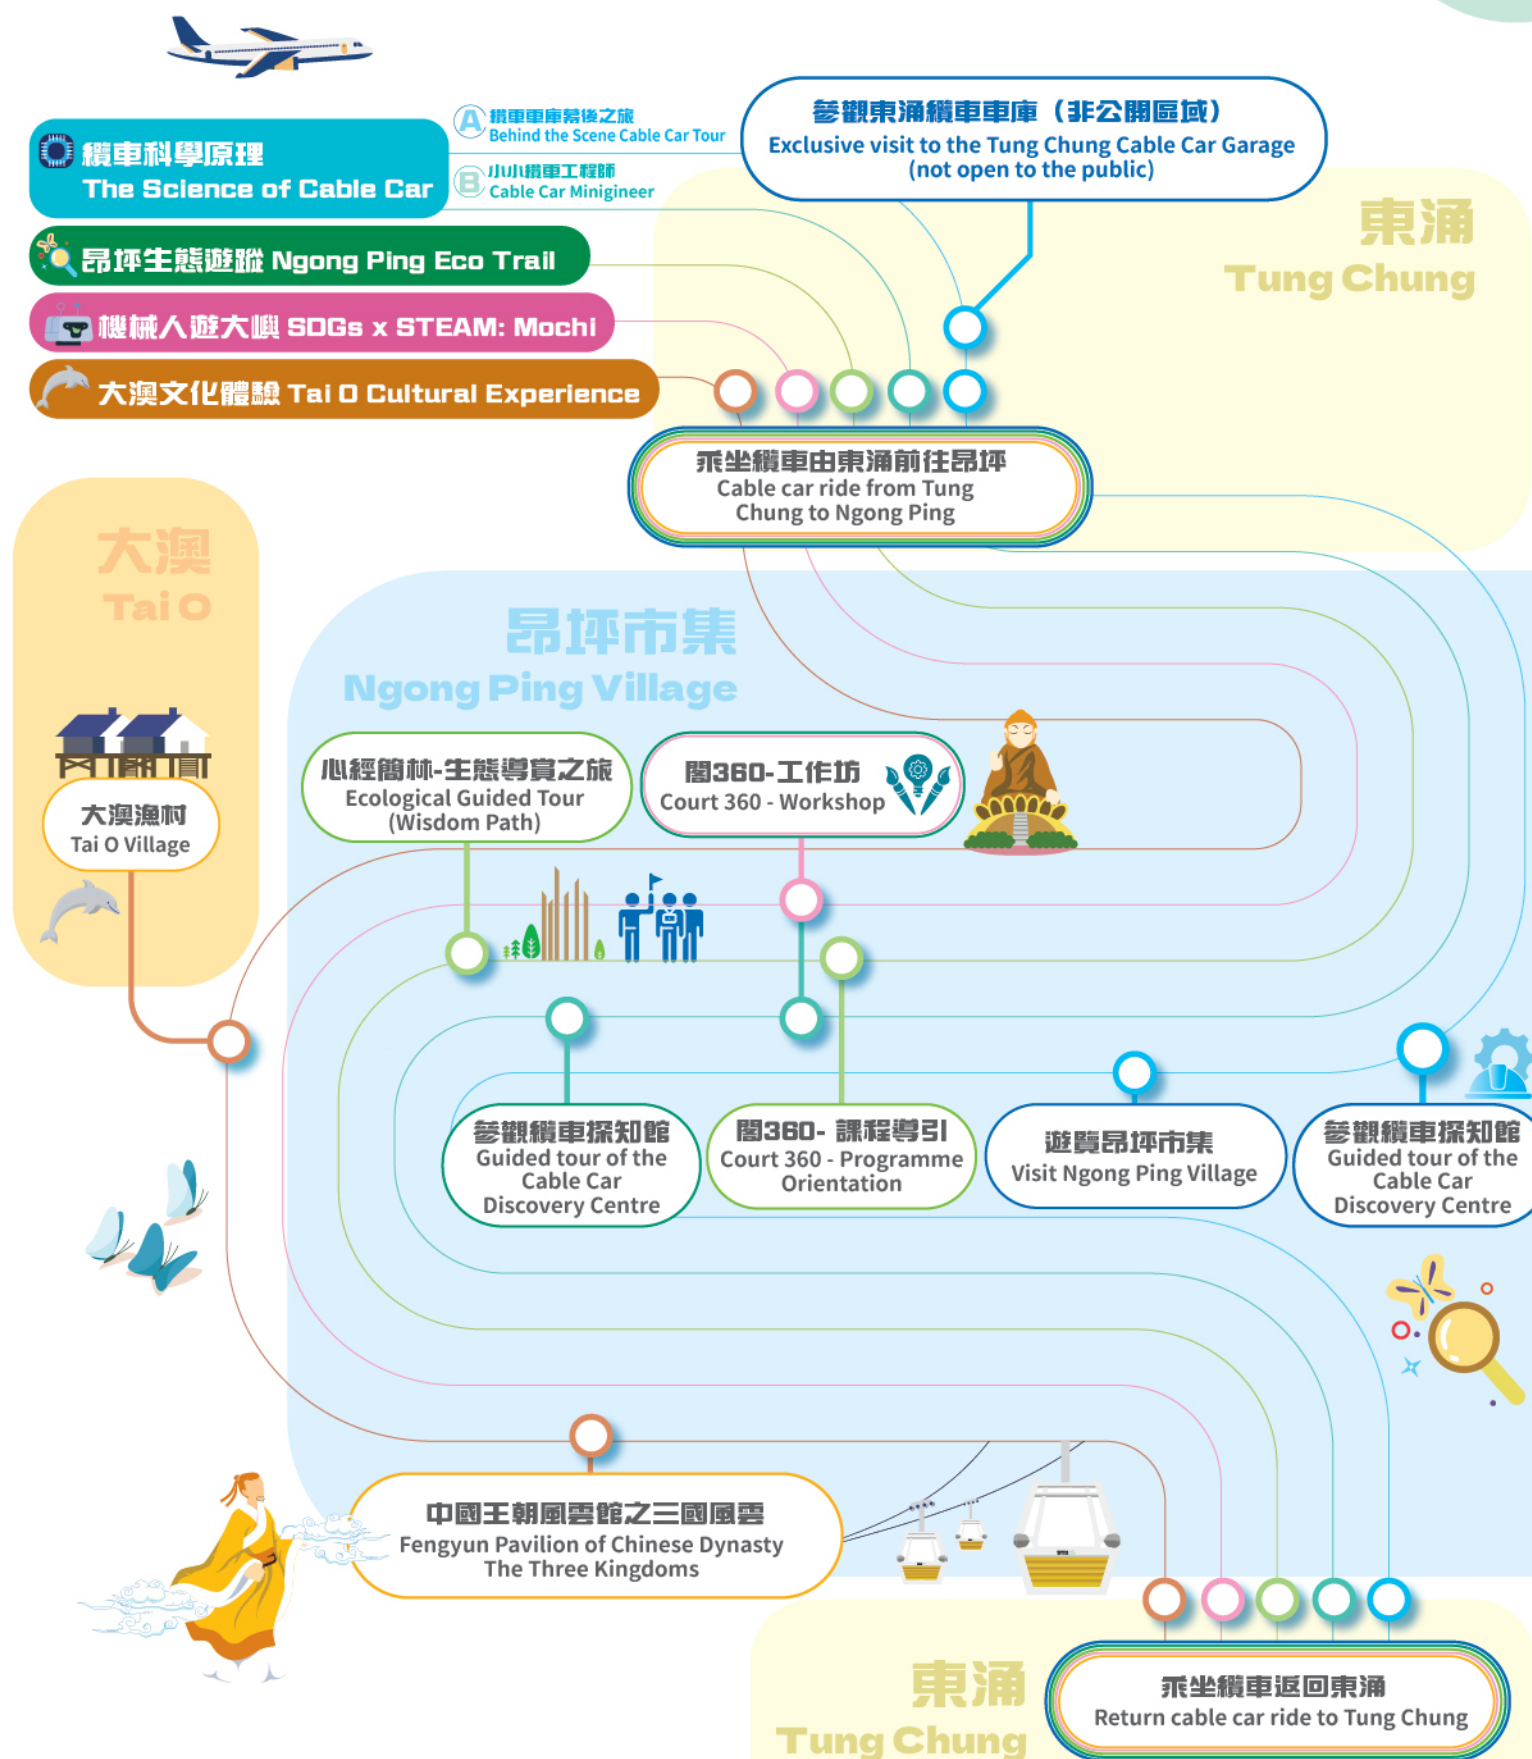 纜車科學原理
The Science of Cable Car
A 纜車車庫幕後之旅
Behind the Scene Cable Car Tour
B 小小纜車工程師
Cable Car Minigineer
參觀東涌纜車車庫（非公開區域）
Exclusive visit to the Tung Chung Cable Car Garage
(not open to the public)
昂坪生態遊蹤 Ngong Ping Eco Trail
機械人遊大嶼 SDGs x STEAM: Mochi
大澳文化體驗 Tai O Cultural Experience
東涌
Tung Chung
乘坐纜車由東涌前往昂坪
Cable car ride from Tung
Chung to Ngong Ping
大澳
Tai O
昂坪市集
Ngong Ping Village
大澳漁村
Tai O Village
心經簡林-生態導賞之旅
Ecological Guided Tour
(Wisdom Path)
閣360-工作坊
Court 360 - Workshop
參觀纜車探知館
Guided tour of the
Cable Car
Discovery Centre
閣360- 課程導引
Court 360 - Programme
Orientation
遊覽昂坪市集
Visit Ngong Ping Village
參觀纜車探知館
Guided tour of the
Cable Car
Discovery Centre
中國王朝風雲館之三國風雲
Fengyun Pavilion of Chinese Dynasty
The Three Kingdoms
東涌
Tung Chung
乘坐纜車返回東涌
Return cable car ride to Tung Chung